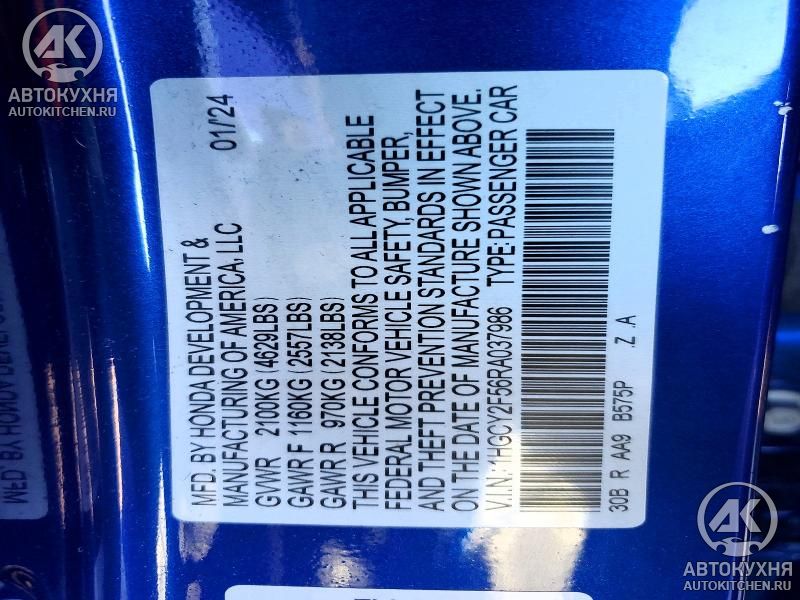 MFD. BY HONDA DEVELOPMENT &
MANUFACTURING OF AMERICA, LLC 01/'24
GVWR 2100KG (4629LBS)
GAWR F 1160KG (2557LBS)
GAWR R 970KG (2138LBS)
THIS VEHICLE CONFORMS TO ALL APPLICABLE
FEDERAL MOTOR VEHICLE SAFETY, BUMPER,
AND THEFT PREVENTION STANDARDS IN EFFECT
ON THE DATE OF MANUFACTURE SHOWN ABOVE.
V.I.N.: 1HGCY2F56RA037986 TYPE: PASSENGER CAR
30B R AA9 B575P .Z .A
АК
АВТОКУХНЯ
AUTOKITCHEN.RU
АК
АВТОКУХНЯ
AUTOKITCHEN.RU